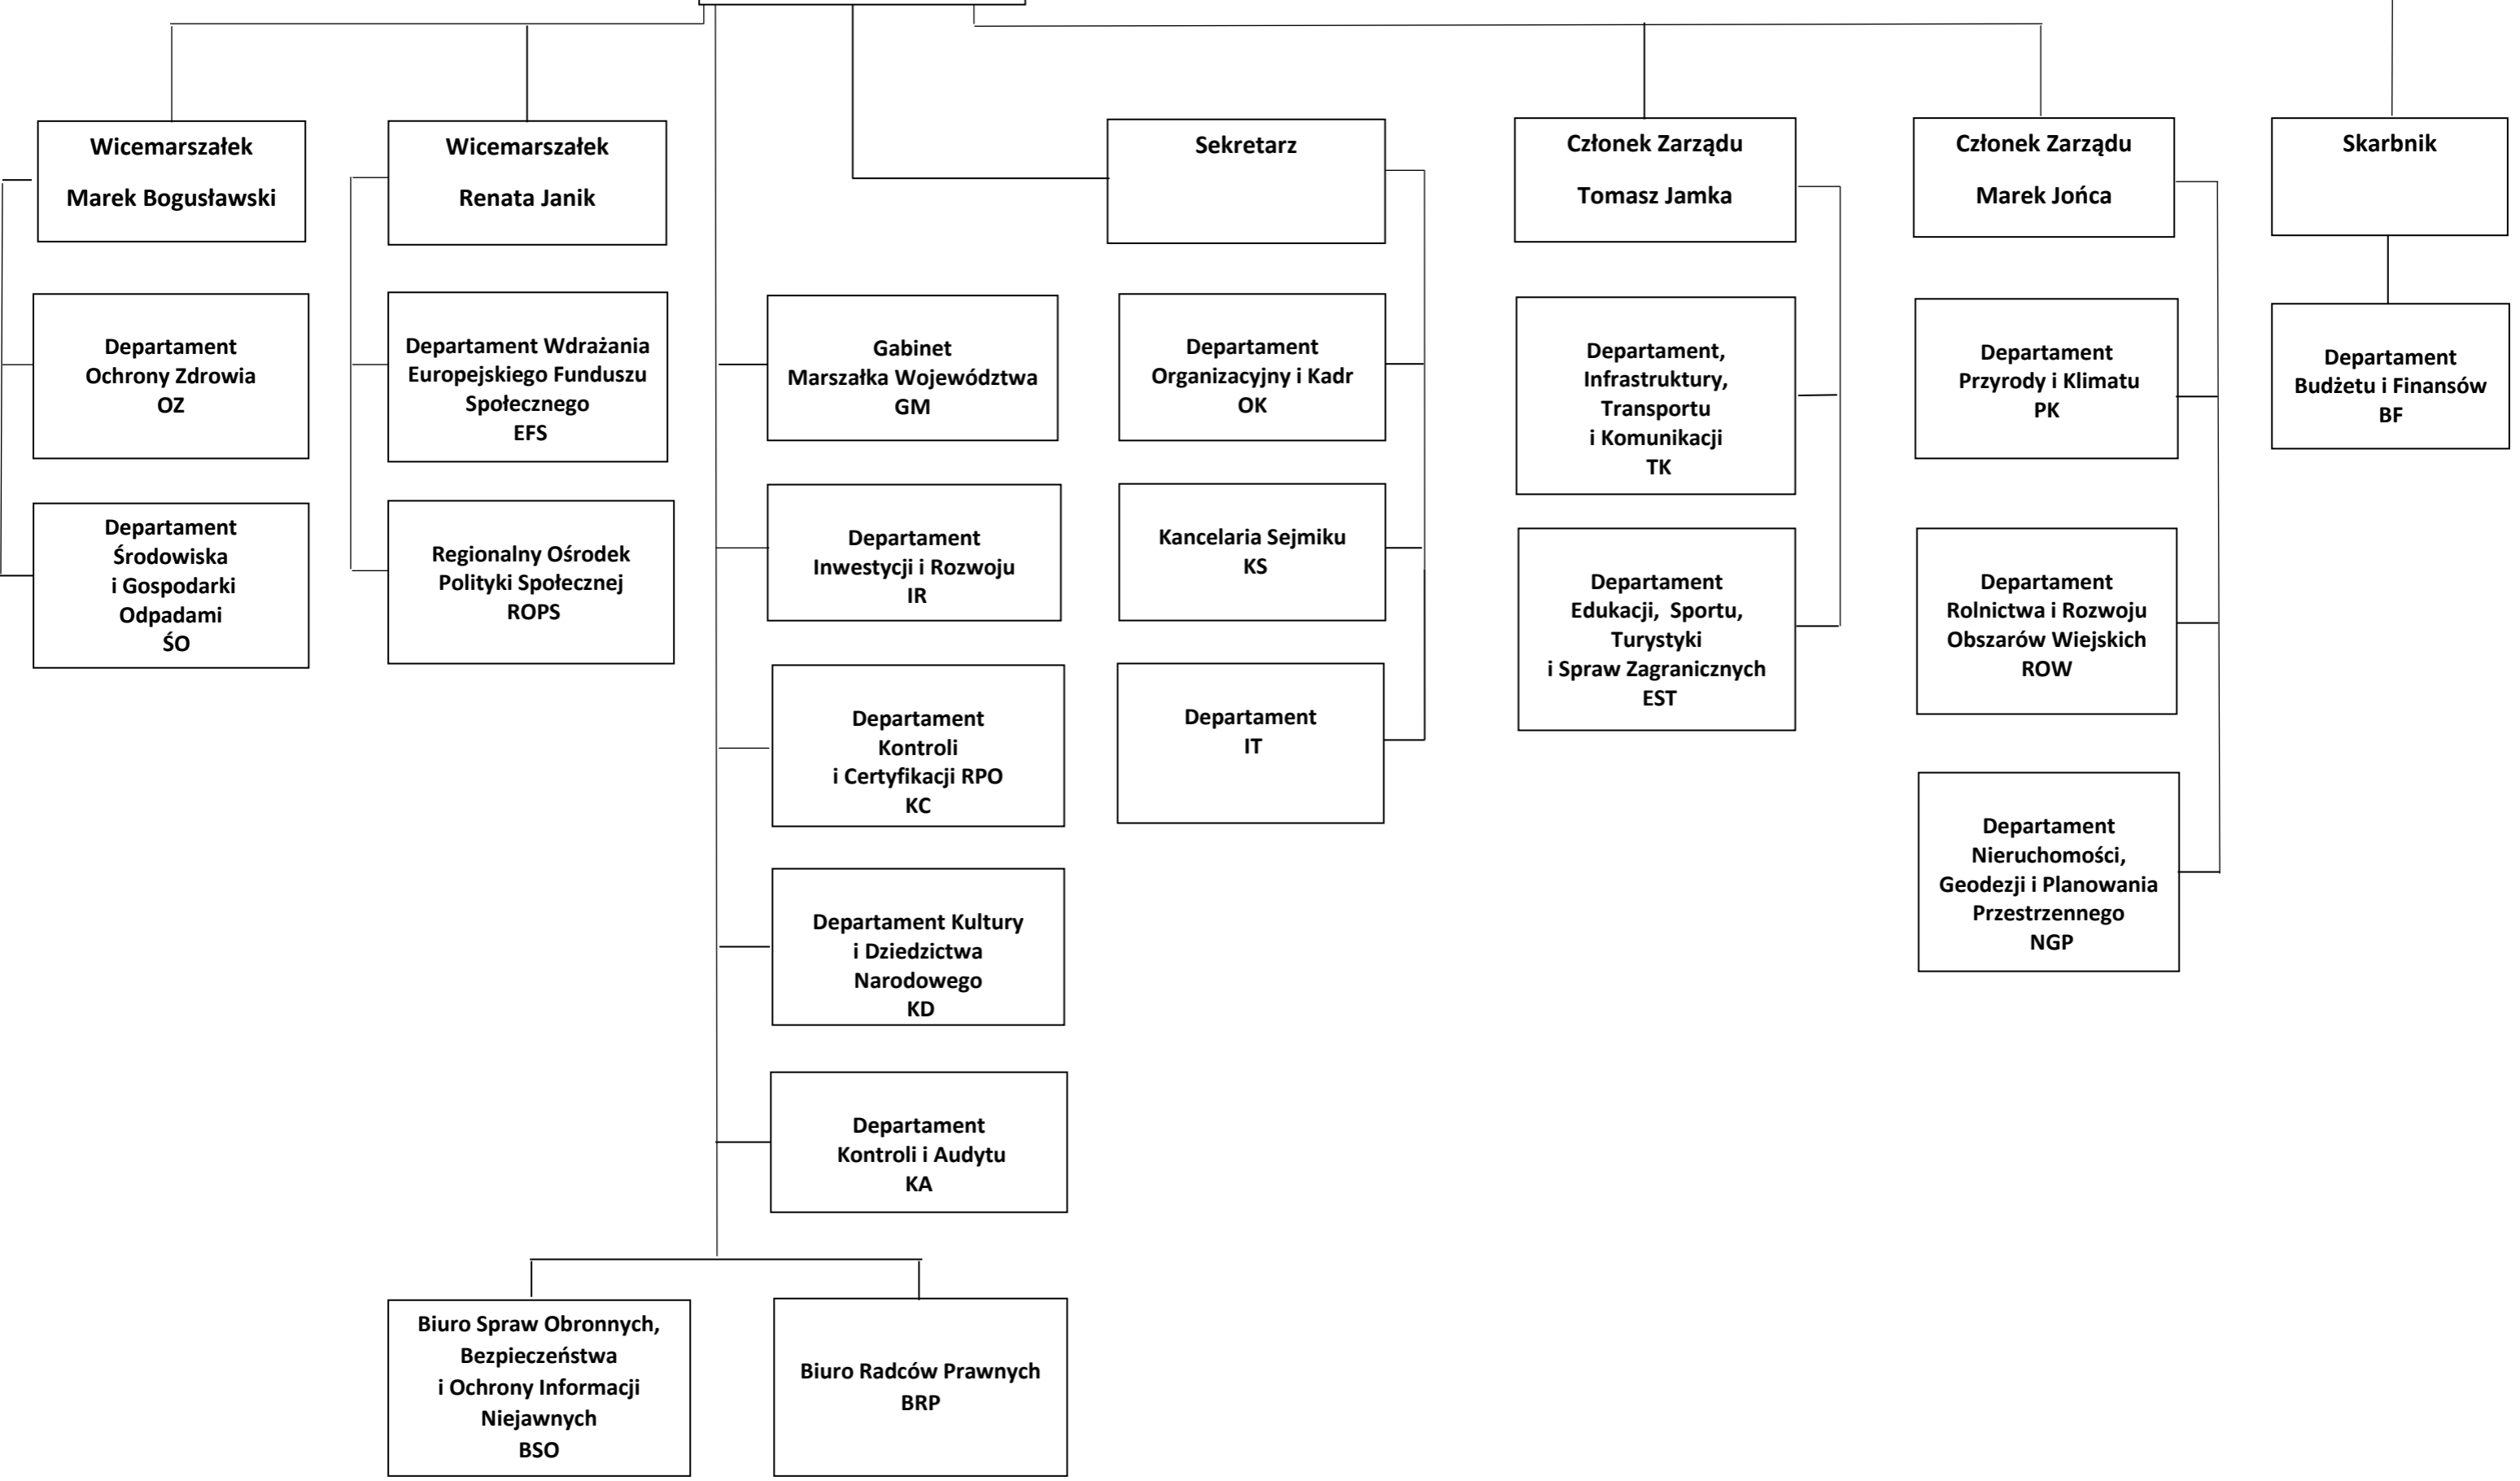 Wicemarszałek
Marek Bogusławski
Wicemarszałek
Renata Janik
Sekretarz
Członek Zarządu
Tomasz Jamka
Członek Zarządu
Marek Jońca
Skarbnik
Departament
Ochrony Zdrowia
OZ
Departament Wdrażania
Europejskiego Funduszu
Społecznego
EFS
Gabinet
Marszałka Województwa
GM
Departament
Organizacyjny i Kadr
OK
Departament,
Infrastruktury,
Transportu
i Komunikacji
TK
Departament
Przyrody i Klimatu
PK
Departament
Budżetu i Finansów
BF
Departament
Środowiska
i Gospodarki
Odpadami
ŚO
Regionalny Ośrodek
Polityki Społecznej
ROPS
Departament
Inwestycji i Rozwoju
IR
Kancelaria Sejmiku
KS
Departament
Edukacji, Sportu,
Turystyki
i Spraw Zagranicznych
EST
Departament
Rolnictwa i Rozwoju
Obszarów Wiejskich
ROW
Departament
Kontroli
i Certyfikacji RPO
KC
Departament
IT
Departament
Nieruchomości,
Geodezji i Planowania
Przestrzennego
NGP
Departament Kultury
i Dziedzictwa
Narodowego
KD
Departament
Kontroli i Audytu
KA
Biuro Spraw Obronnych,
Bezpieczeństwa
i Ochrony Informacji
Niejawnych
BSO
Biuro Radców Prawnych
BRP